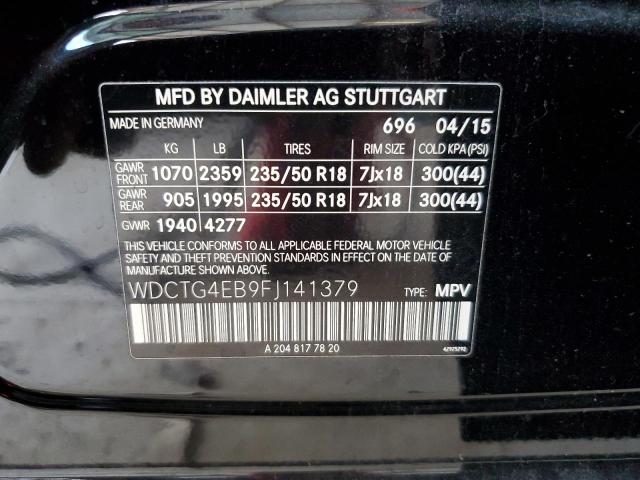 MFD BY DAIMLER AG STUTTGART
MADE IN GERMANY 696 04/15
KG LB TIRES RIM SIZE COLD KPA (PSI)
GAWR FRONT 1070 2359 235/50 R18 7Jx18 300(44)
GAWR REAR 905 1995 235/50 R18 7Jx18 300(44)
GVWR 1940 4277
THIS VEHICLE CONFORMS TO ALL APPLICABLE FEDERAL MOTOR VEHICLE
SAFETY AND THEFT PREVENTION STANDARDS IN EFFECT
ON THE DATE OF MANUFACTURE SHOWN ABOVE.
WDCTG4EB9FJ141379 TYPE: MPV
A 204 817 78 20